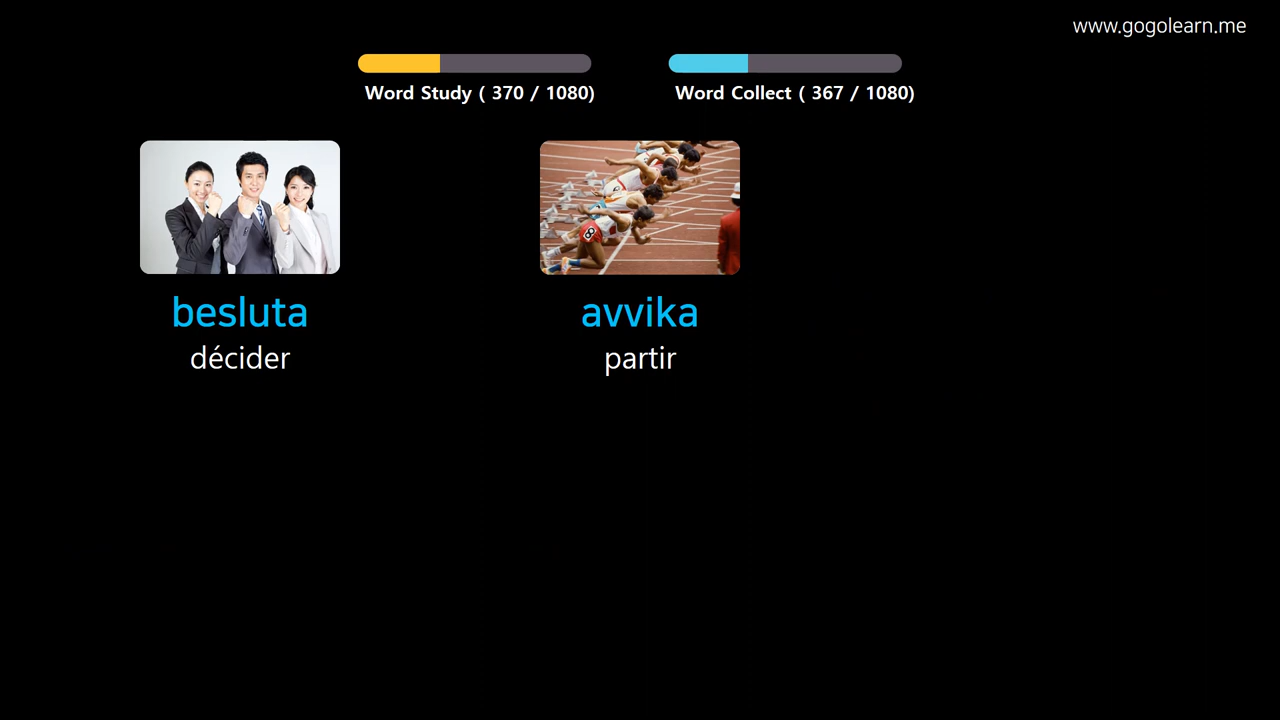 www.gogolearn.me
Word Study ( 370 / 1080)
Word Collect ( 367 / 1080)
besluta
décider
avvika
partir